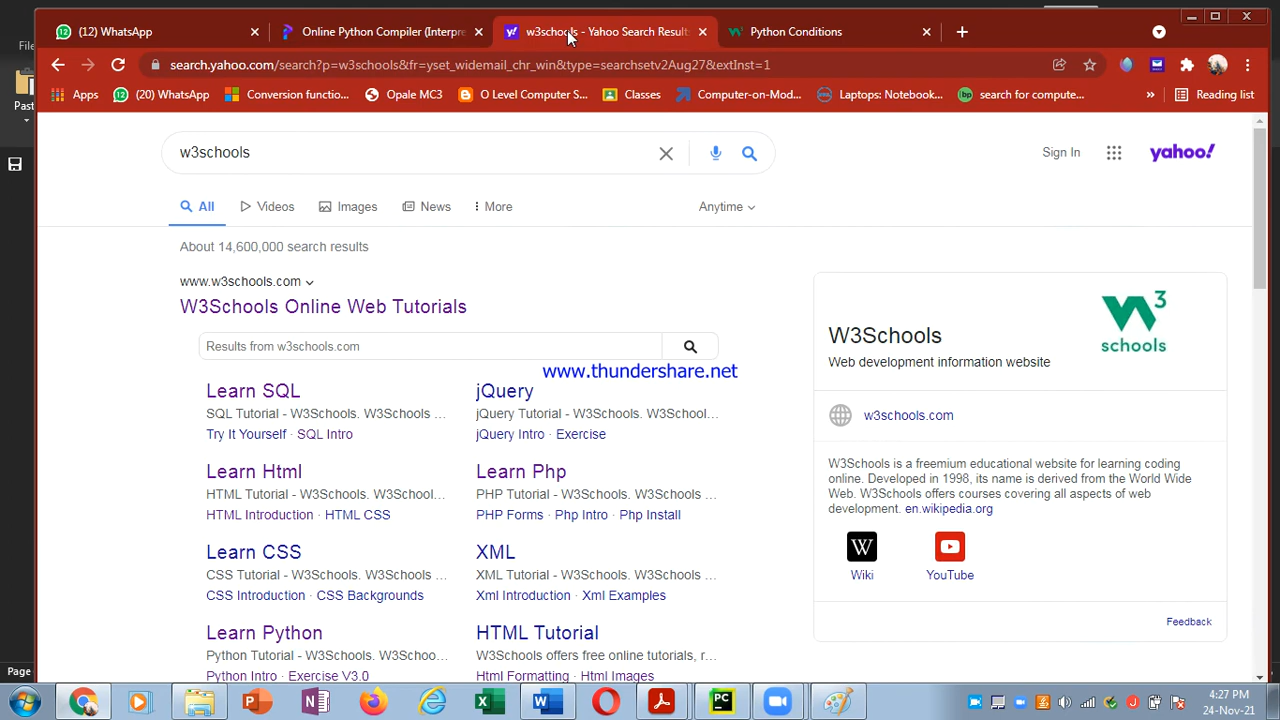 File
(12) WhatsApp
Online Python Compiler (Interpre
w3schools - Yahoo Search Results
Python Conditions
search.yahoo.com/search?p=w3schools&fr=yset_widemail_chr_win&type=searchsetv2Aug27&extInst=1
Apps
(20) WhatsApp
Conversion functio...
Opale MC3
O Level Computer S...
Classes
Computer-on-Mod...
Laptops: Notebook...
bp search for compute...
»
Reading list
Past
w3schools
Sign In
yahoo!
All
Videos
Images
News
More
Anytime
About 14,600,000 search results
www.w3schools.com
W3Schools Online Web Tutorials
Results from w3schools.com
www.thundershare.net
Learn SQL
SQL Tutorial - W3Schools. W3Schools ...
Try It Yourself · SQL Intro
jQuery
jQuery Tutorial - W3Schools. W3School...
jQuery Intro · Exercise
Learn Html
HTML Tutorial - W3Schools. W3School...
HTML Introduction · HTML CSS
Learn Php
PHP Tutorial - W3Schools. W3Schools ...
PHP Forms · Php Intro · Php Install
Learn CSS
CSS Tutorial - W3Schools. W3Schools ...
CSS Introduction · CSS Backgrounds
XML
XML Tutorial - W3Schools. W3Schools ...
Xml Introduction · Xml Examples
Learn Python
Python Tutorial - W3Schools. W3Schoo...
Python Intro · Exercise V3.0
HTML Tutorial
W3Schools offers free online tutorials, r...
Html Formatting · Html Images
W3Schools
Web development information website
W3
schools
w3schools.com
W3Schools is a freemium educational website for learning coding
online. Developed in 1998, its name is derived from the World Wide
Web. W3Schools offers courses covering all aspects of web
development. en.wikipedia.org
W
Wiki
YouTube
Feedback
Page
4:27 PM
24-Nov-21